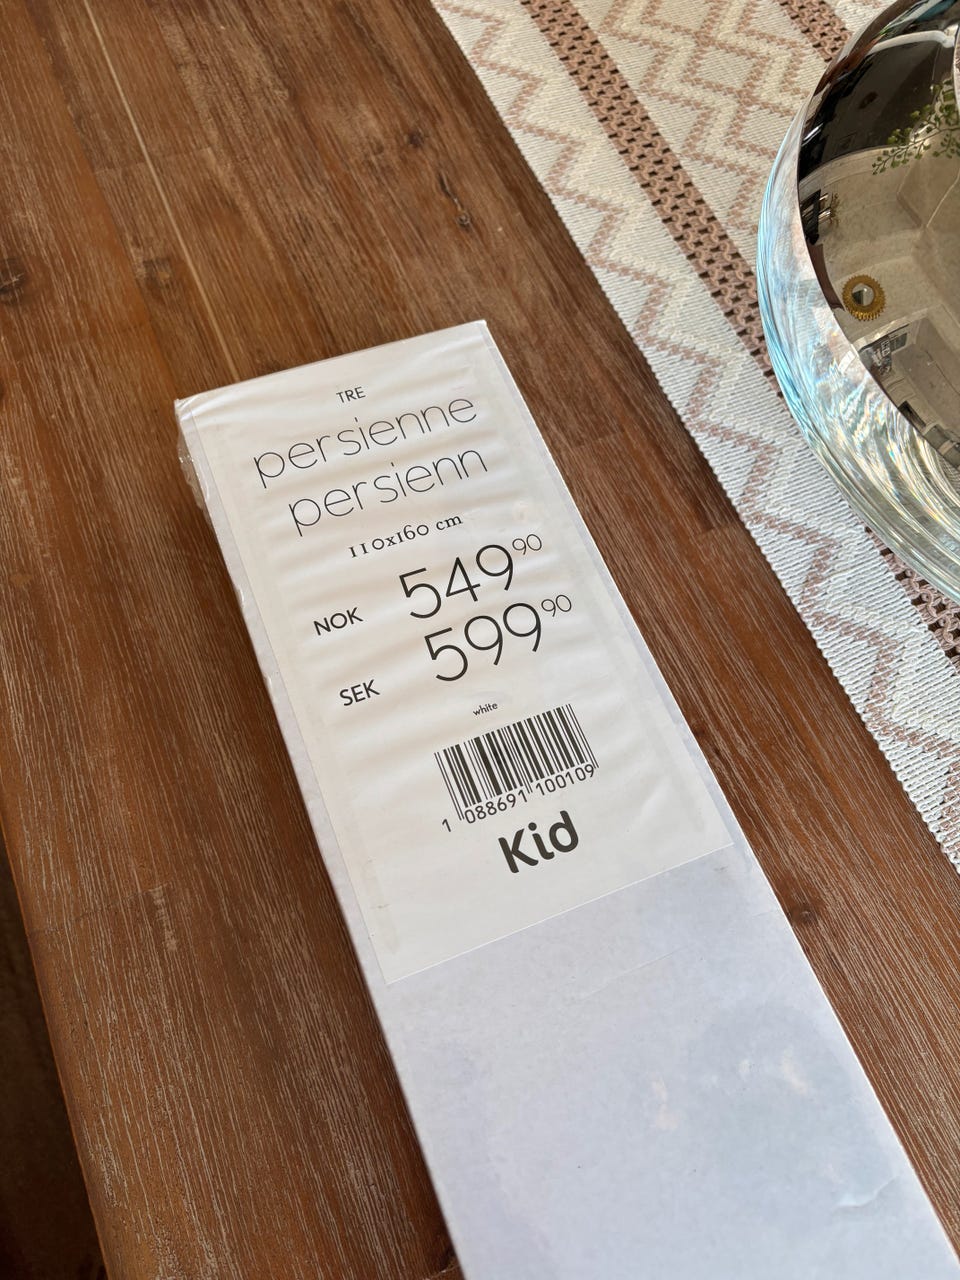 TRE
persienne
persienn
110x160 cm
NOK 549 90
SEK 599 90
white
1 088691 100109
Kid